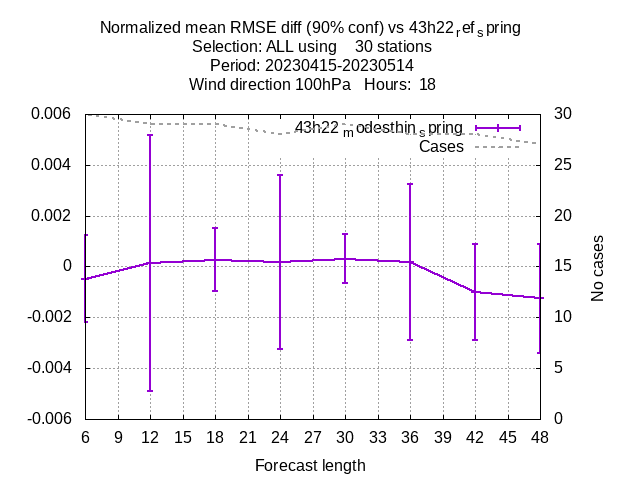 Normalized mean RMSE diff (90% conf) vs 43h22refspring
Selection: ALL using 30 stations
Period: 20230415-20230514
Wind direction 100hPa Hours: 18
43h22modesthinspring
Cases
0.006
0.004
0.002
0
-0.002
-0.004
-0.006
30
25
20
15
10
5
0
No cases
6 9 12 15 18 21 24 27 30 33 36 39 42 45 48
Forecast length